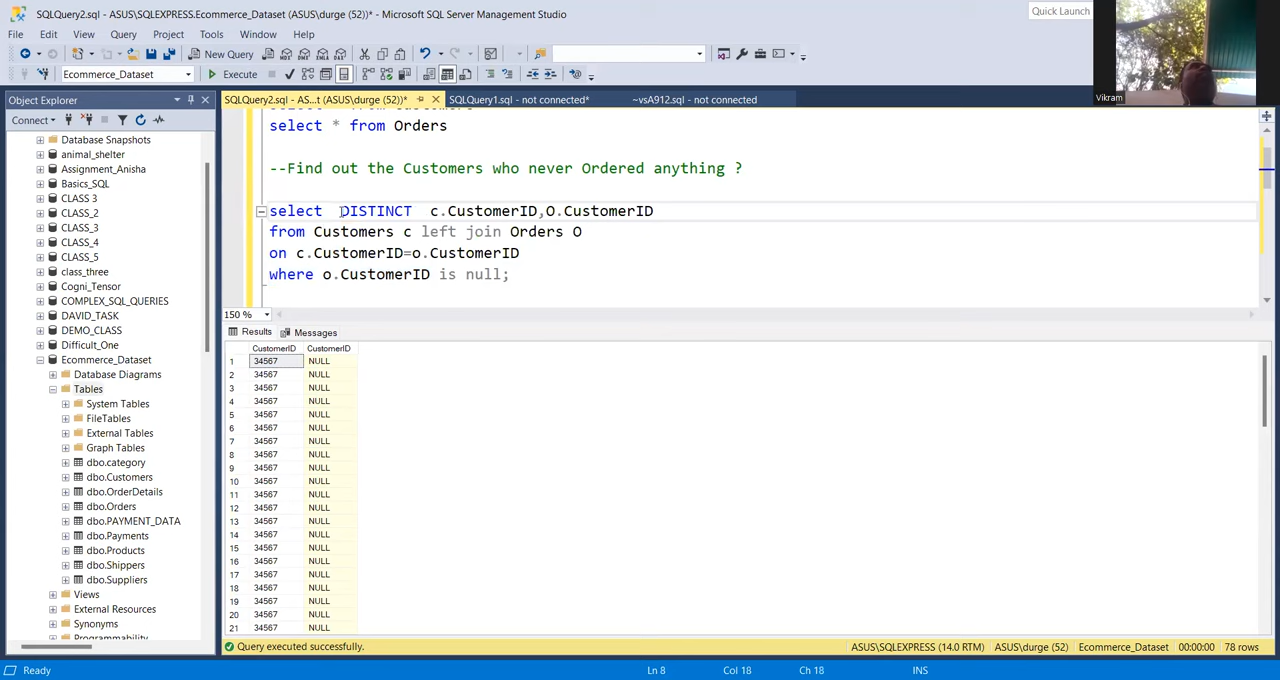 SQLQuery2.sql - ASUS\SQLEXPRESS.Ecommerce_Dataset (ASUS\durge (52))* - Microsoft SQL Server Management Studio
Quick Launch
File Edit View Query Project Tools Window Help
New Query
Ecommerce_Dataset Execute
Vikram
Object Explorer
SQLQuery2.sql - AS...t (ASUS\durge (52))* SQLQuery1.sql - not connected* ~vsA912.sql - not connected
Connect
Database Snapshots
animal_shelter
Assignment_Anisha
Basics_SQL
CLASS 3
CLASS_2
CLASS_3
CLASS_4
CLASS_5
class_three
Cogni_Tensor
COMPLEX_SQL_QUERIES
DAVID_TASK
DEMO_CLASS
Difficult_One
Ecommerce_Dataset
Database Diagrams
Tables
System Tables
FileTables
External Tables
Graph Tables
dbo.category
dbo.Customers
dbo.OrderDetails
dbo.Orders
dbo.PAYMENT_DATA
dbo.Payments
dbo.Products
dbo.Shippers
dbo.Suppliers
Views
External Resources
Synonyms
Programmability
select * from Orders
--Find out the Customers who never Ordered anything ?
select DISTINCT c.CustomerID,O.CustomerID
from Customers c left join Orders O
on c.CustomerID=o.CustomerID
where o.CustomerID is null;
150 %
Results Messages
CustomerID CustomerID
1 34567 NULL
2 34567 NULL
3 34567 NULL
4 34567 NULL
5 34567 NULL
6 34567 NULL
7 34567 NULL
8 34567 NULL
9 34567 NULL
10 34567 NULL
11 34567 NULL
12 34567 NULL
13 34567 NULL
14 34567 NULL
15 34567 NULL
16 34567 NULL
17 34567 NULL
18 34567 NULL
19 34567 NULL
20 34567 NULL
21 34567 NULL
Query executed successfully. ASUS\SQLEXPRESS (14.0 RTM) ASUS\durge (52) Ecommerce_Dataset 00:00:00 78 rows
Ready Ln 8 Col 18 Ch 18 INS